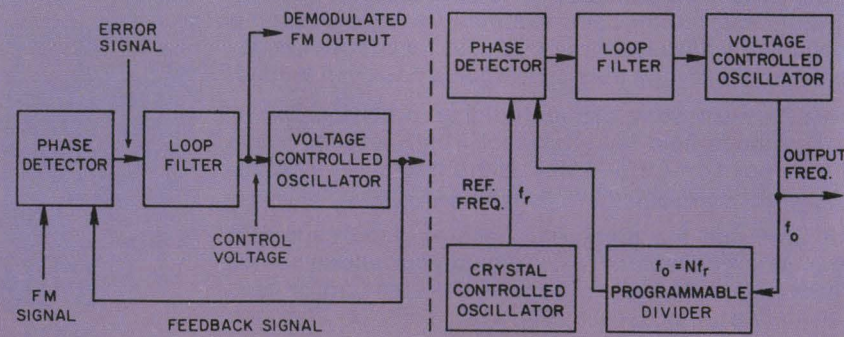 ERROR
SIGNAL
DEMODULATED
FM OUTPUT
PHASE
DETECTOR
LOOP
FILTER
VOLTAGE
CONTROLLED
OSCILLATOR
CONTROL
VOLTAGE
FM
SIGNAL
FEEDBACK SIGNAL
PHASE
DETECTOR
LOOP
FILTER
VOLTAGE
CONTROLLED
OSCILLATOR
REF.
FREQ.
fr
OUTPUT
FREQ.
fo
CRYSTAL
CONTROLLED
OSCILLATOR
fo = Nfr
PROGRAMMABLE
DIVIDER